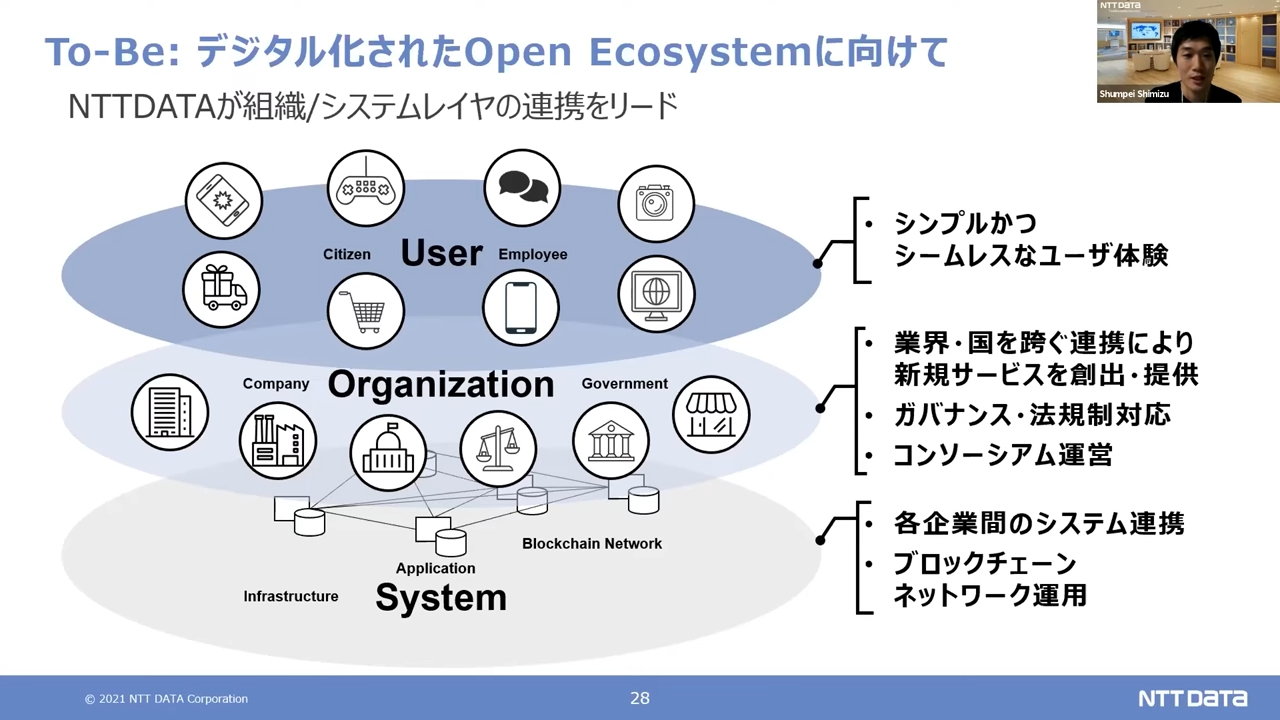 To-Be: デジタル化されたOpen Ecosystemに向けて
NTT DATA
Shumpei Shimizu
NTTDATAが組織/システムレイヤの連携をリード
Citizen User Employee
・ シンプルかつ
シームレスなユーザ体験
Company Organization Government
・ 業界・国を跨ぐ連携により
新規サービスを創出・提供
・ ガバナンス・法規制対応
・ コンソーシアム運営
Blockchain Network
Application
Infrastructure System
・ 各企業間のシステム連携
・ ブロックチェーン
ネットワーク運用
© 2021 NTT DATA Corporation
28
NTT DATA